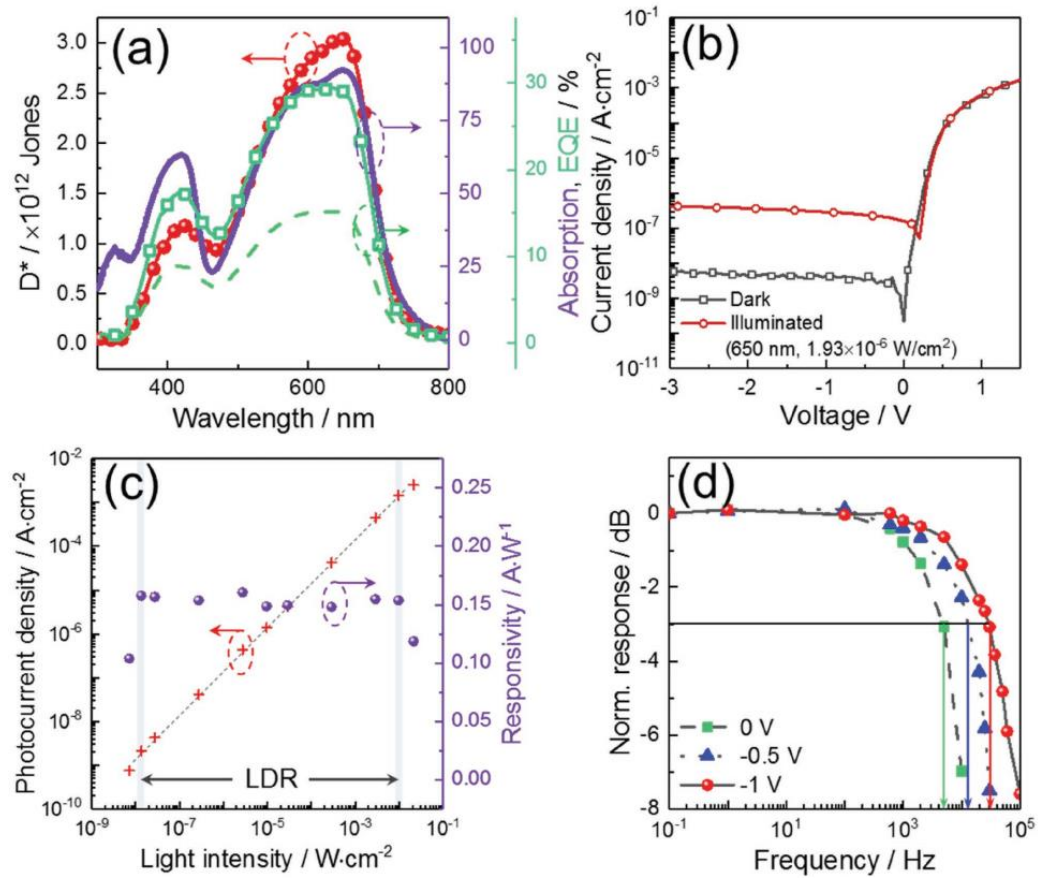 (a)
3.0
2.5
2.0
1.5
1.0
0.5
0.0
D* / ×10¹² Jones
400
600
800
Wavelength / nm
100
75
50
25
0
30
20
10
0
Absorption, EQE / %
(b)
10⁻¹
10⁻³
10⁻⁵
10⁻⁷
10⁻⁹
10⁻¹¹
Current density / A·cm⁻²
Dark
Illuminated
(650 nm, 1.93×10⁻⁶ W/cm²)
-3
-2
-1
0
1
Voltage / V
(c)
10⁻²
10⁻⁴
10⁻⁶
10⁻⁸
10⁻¹⁰
Photocurrent density / A·cm⁻²
0.25
0.20
0.15
0.10
0.05
0.00
Responsivity / A·W⁻¹
LDR
10⁻⁹
10⁻⁷
10⁻⁵
10⁻³
10⁻¹
Light intensity / W·cm⁻²
(d)
0
-2
-4
-6
-8
Norm. response / dB
0 V
-0.5 V
-1 V
10⁻¹
10¹
10³
10⁵
Frequency / Hz